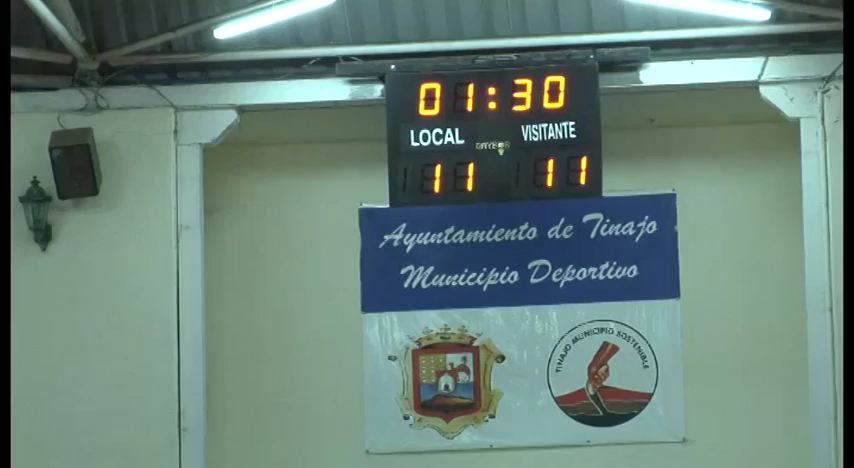 01:30
LOCAL VISITANTE
11 11
Ayuntamiento de Tinajo
Municipio Deportivo
TINAJO MUNICIPIO SOSTENIBLE